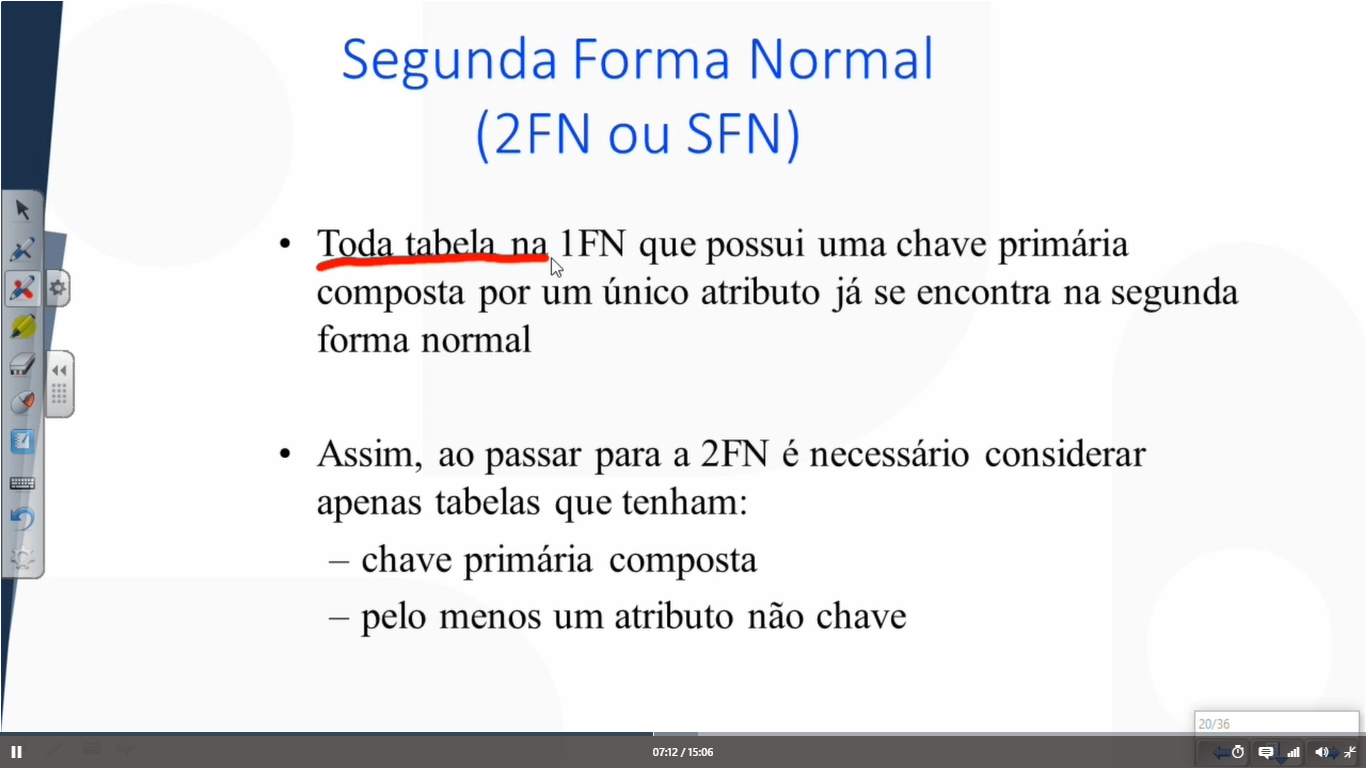 Segunda Forma Normal
(2FN ou SFN)
• Toda tabela na 1FN que possui uma chave primária
composta por um único atributo já se encontra na segunda
forma normal
• Assim, ao passar para a 2FN é necessário considerar
apenas tabelas que tenham:
– chave primária composta
– pelo menos um atributo não chave
20/36
07:12 / 15:06